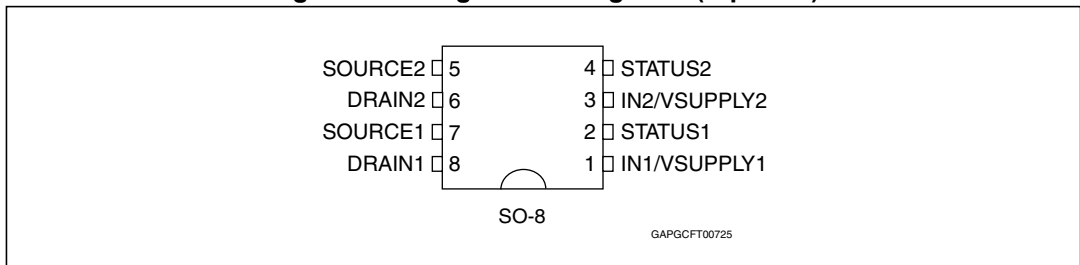 SOURCE2 5 4 STATUS2
DRAIN2 6 3 IN2/VSUPPLY2
SOURCE1 7 2 STATUS1
DRAIN1 8 1 IN1/VSUPPLY1
SO-8
GAPGCFT00725